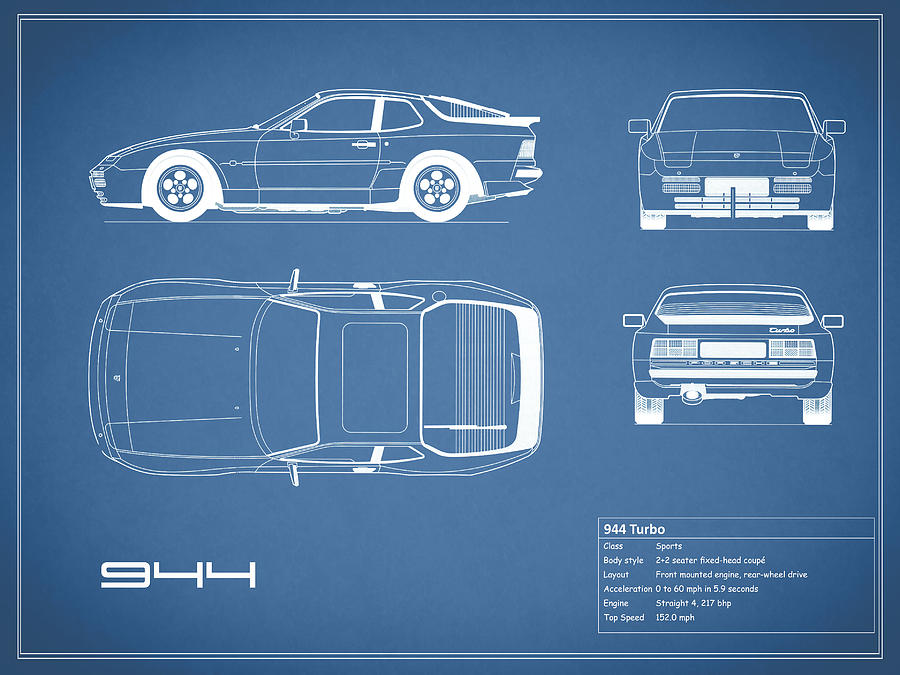 Turbo
PORSCHE
944 Turbo
Class Sports
Body style 2+2 seater fixed-head coupé
Layout Front mounted engine, rear-wheel drive
Acceleration 0 to 60 mph in 5.9 seconds
Engine Straight 4, 217 bhp
Top Speed 152.0 mph
944